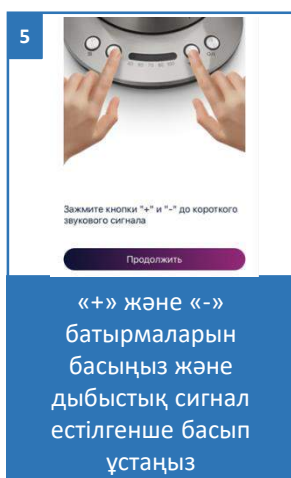 5
Зажмите кнопки "+" и "-" до короткого
звукового сигнала
Продолжить
«+» және «-»
батырмаларын
басыңыз және
дыбыстық сигнал
естілгенше басып
ұстаңыз